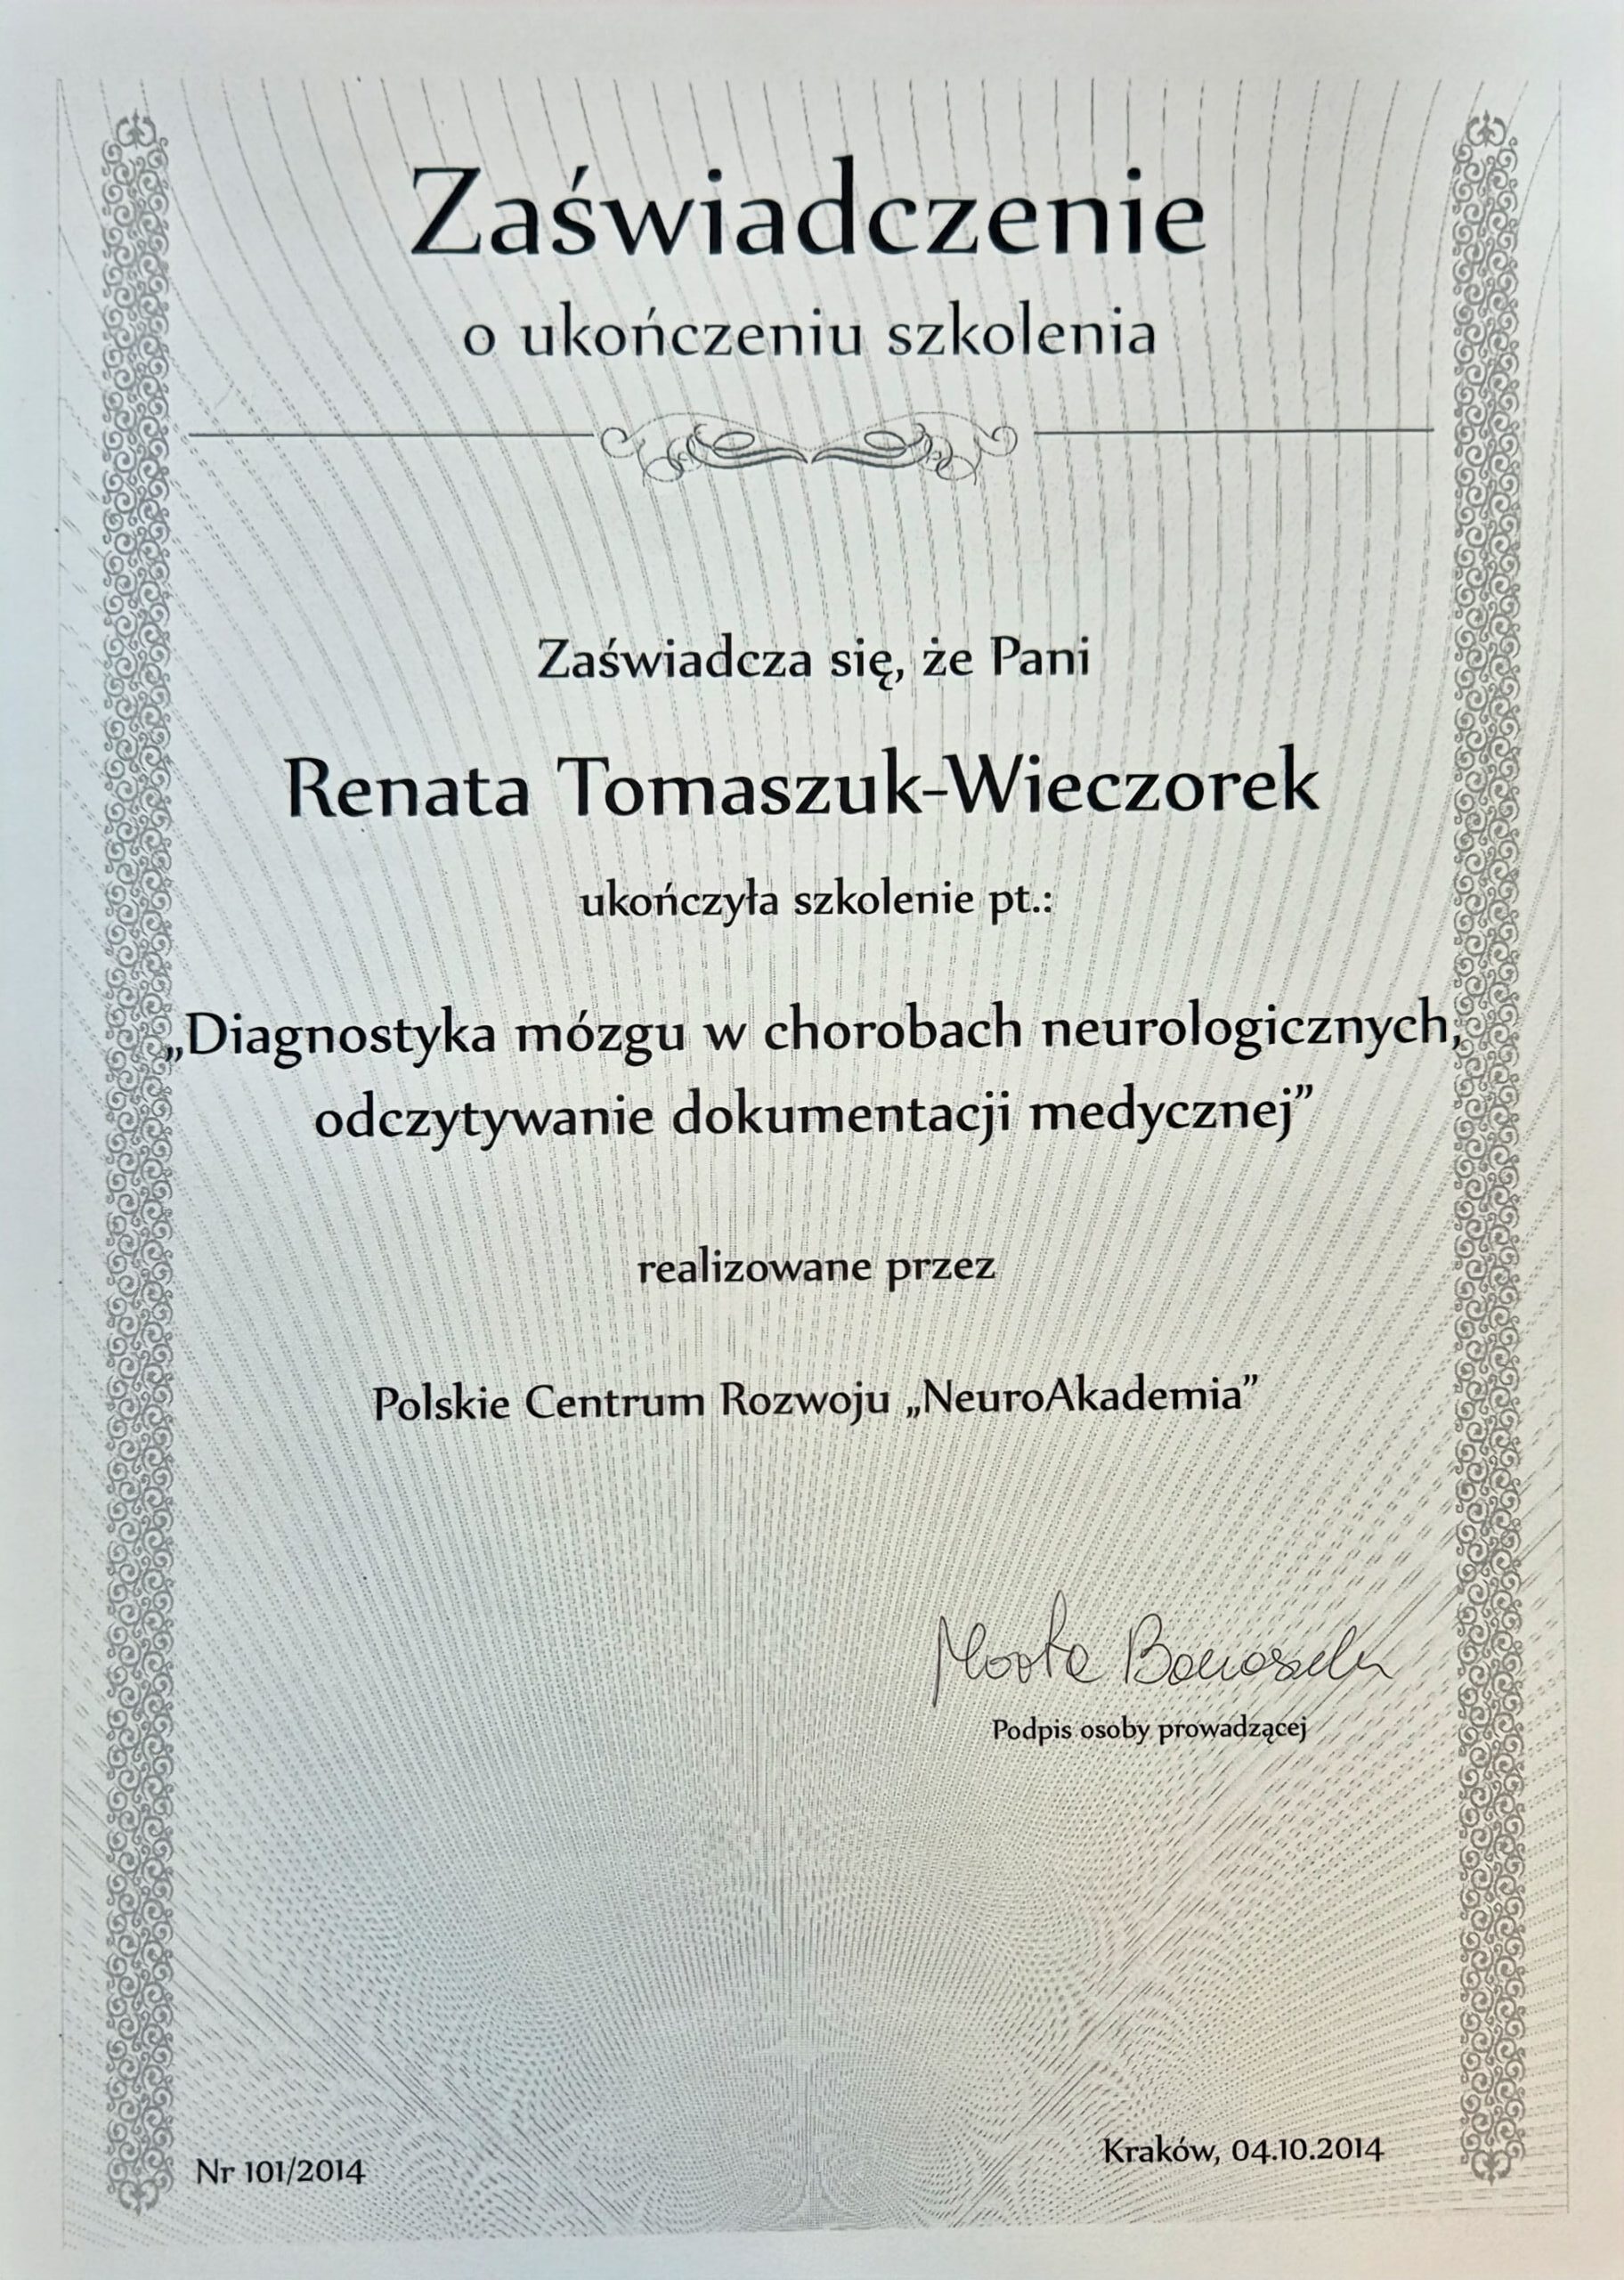 Zaświadczenie
o ukończeniu szkolenia
Zaświadcza się, że Pani
Renata Tomaszuk-Wieczorek
ukończyła szkolenie pt.:
„Diagnostyka mózgu w chorobach neurologicznych,
odczytywanie dokumentacji medycznej”
realizowane przez
Polskie Centrum Rozwoju „NeuroAkademia”
Podpis osoby prowadzącej
Nr 101/2014
Kraków, 04.10.2014